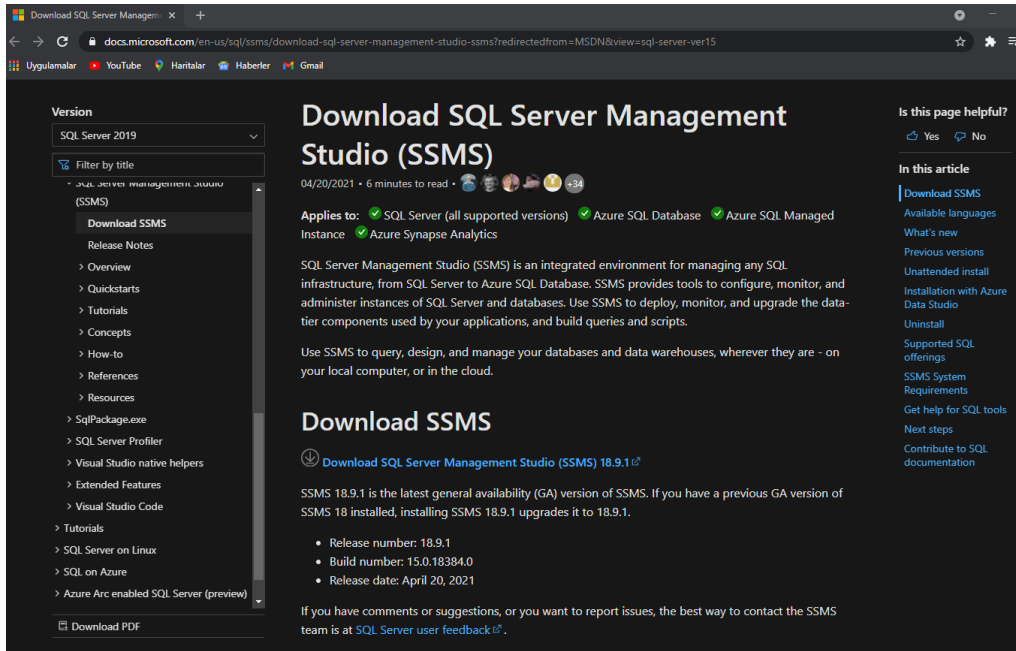 Download SQL Server Managem
docs.microsoft.com/en-us/sql/ssms/download-sql-server-management-studio-ssms?redirectedfrom=MSDN&view=sql-server-ver15
Uygulamalar YouTube Haritalar Haberler Gmail
Version
SQL Server 2019
Filter by title
SQL Server Management Studio
(SSMS)
Download SSMS
Release Notes
Overview
Quickstarts
Tutorials
Concepts
How-to
References
Resources
SqlPackage.exe
SQL Server Profiler
Visual Studio native helpers
Extended Features
Visual Studio Code
Tutorials
SQL Server on Linux
SQL on Azure
Azure Arc enabled SQL Server (preview)
Download PDF
Download SQL Server Management
Studio (SSMS)
04/20/2021 • 6 minutes to read • +34
Applies to: SQL Server (all supported versions) Azure SQL Database Azure SQL Managed
Instance Azure Synapse Analytics
SQL Server Management Studio (SSMS) is an integrated environment for managing any SQL
infrastructure, from SQL Server to Azure SQL Database. SSMS provides tools to configure, monitor, and
administer instances of SQL Server and databases. Use SSMS to deploy, monitor, and upgrade the data-
tier components used by your applications, and build queries and scripts.
Use SSMS to query, design, and manage your databases and data warehouses, wherever they are - on
your local computer, or in the cloud.
Download SSMS
Download SQL Server Management Studio (SSMS) 18.9.1
SSMS 18.9.1 is the latest general availability (GA) version of SSMS. If you have a previous GA version of
SSMS 18 installed, installing SSMS 18.9.1 upgrades it to 18.9.1.
• Release number: 18.9.1
• Build number: 15.0.18384.0
• Release date: April 20, 2021
If you have comments or suggestions, or you want to report issues, the best way to contact the SSMS
team is at SQL Server user feedback .
Is this page helpful?
Yes No
In this article
Download SSMS
Available languages
What's new
Previous versions
Unattended install
Installation with Azure
Data Studio
Uninstall
Supported SQL
offerings
SSMS System
Requirements
Get help for SQL tools
Next steps
Contribute to SQL
documentation